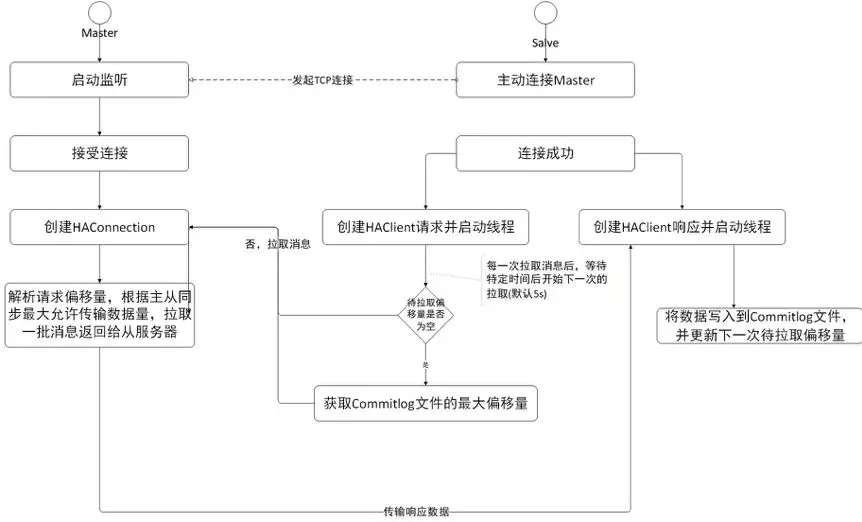 Master
Salve
启动监听
发起TCP连接
主动连接Master
接受连接
连接成功
创建HAConnection
创建HAClient请求并启动线程
创建HAClient响应并启动线程
否，拉取消息
每一次拉取消息后，等待
特定时间后开始下一次的
拉取(默认5s)
解析请求偏移量，根据主从同
步最大允许传输数据量，拉取
一批消息返回给从服务器
待拉取偏
移量是否
为空
将数据写入到Commitlog文件，
并更新下一次待拉取偏移量
是
获取Commitlog文件的最大偏移量
传输响应数据